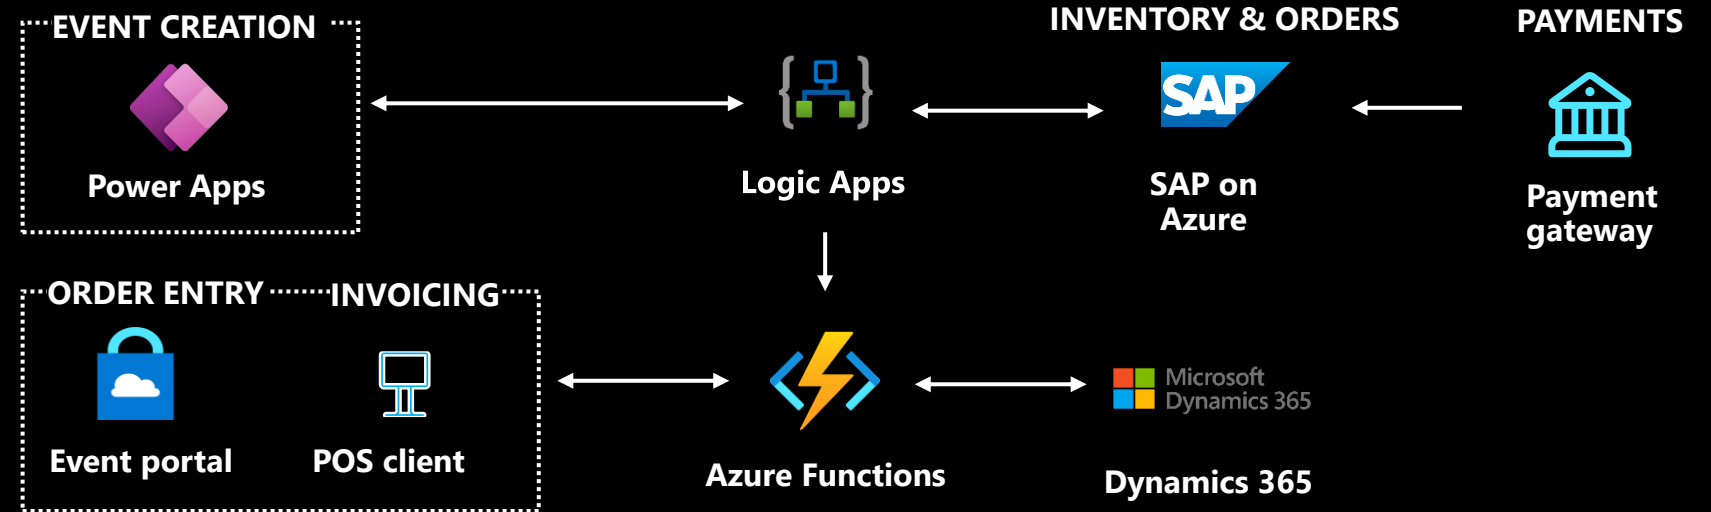 EVENT CREATION
INVENTORY & ORDERS
PAYMENTS
SAP
Power Apps
Logic Apps
SAP on
Azure
Payment
gateway
ORDER ENTRY
INVOICING
Microsoft
Dynamics 365
Event portal
POS client
Azure Functions
Dynamics 365